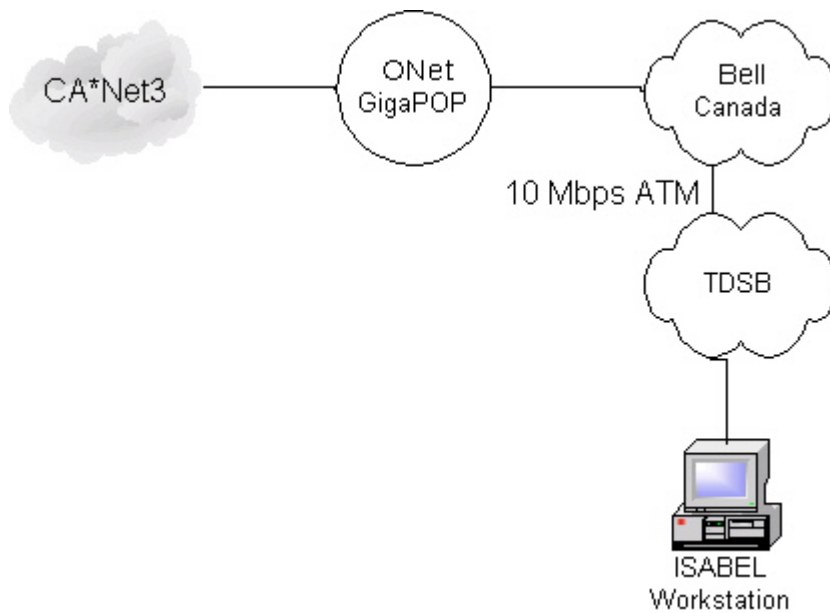 CA*Net3
ONet
GigaPOP
Bell
Canada
10 Mbps ATM
TDSB
ISABEL
Workstation